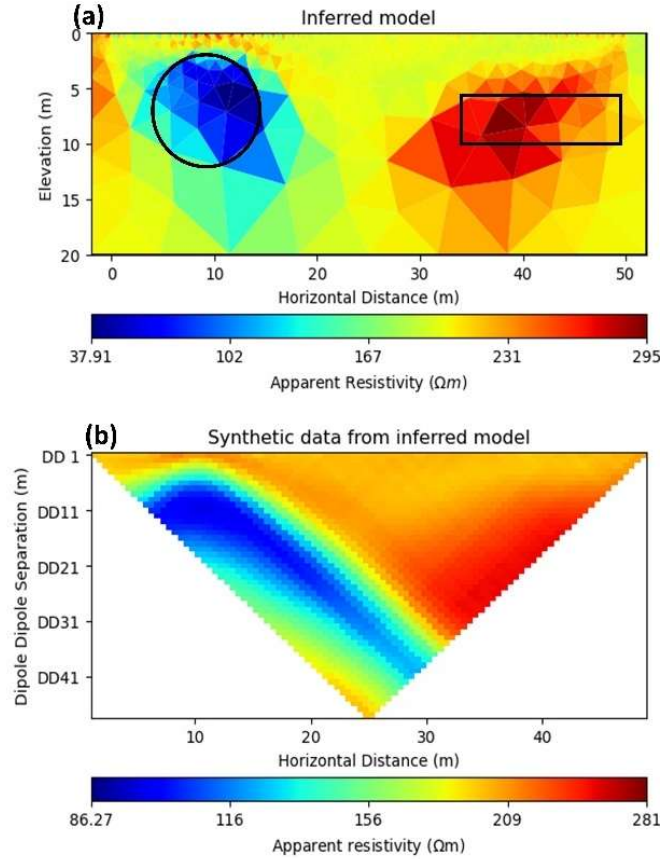 (a)
Inferred model
Elevation (m)
0
5
10
15
20
0 10 20 30 40 50
Horizontal Distance (m)
37.91 102 167 231 295
Apparent Resistivity (Ωm)
(b)
Synthetic data from inferred model
Dipole Dipole Separation (m)
DD 1
DD11
DD21
DD31
DD41
10 20 30 40
Horizontal Distance (m)
86.27 116 156 209 281
Apparent resistivity (Ωm)